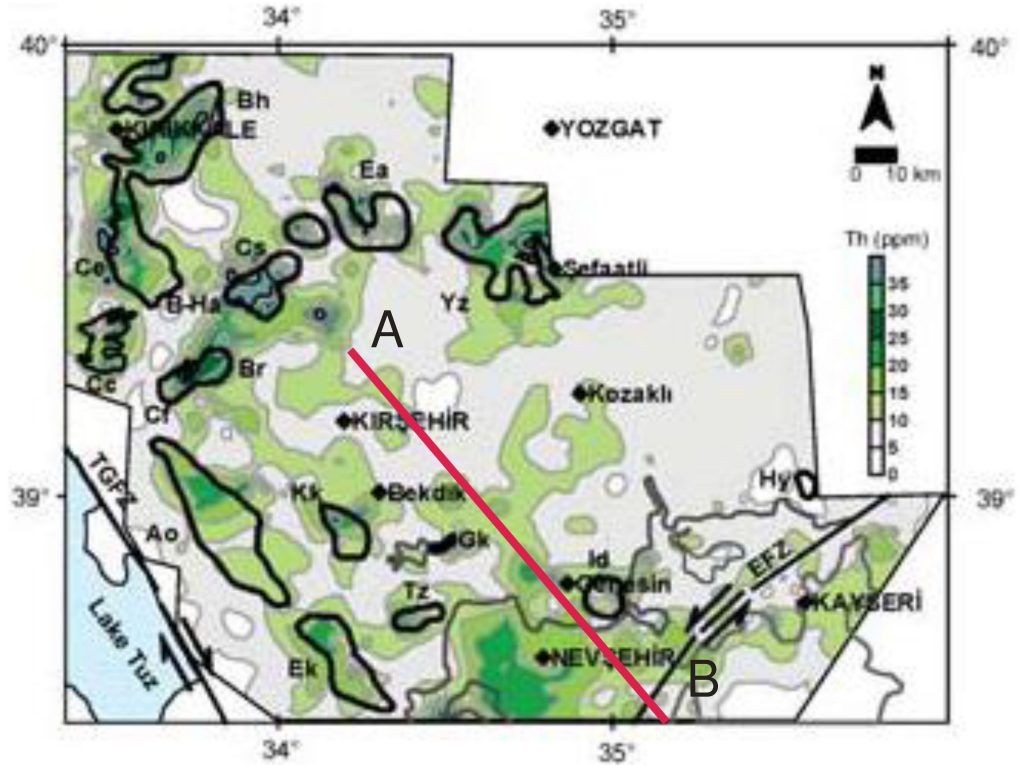 34°
35°
40°
40°
N
Bh
KIRIKKALE
YOZGAT
0 10 km
Ea
Th (ppm)
Cs
Ce
Şefaatli
35
B-Ha
Yz
30
A
25
Br
20
Cc
Kozaklı
15
Cf
KIRŞEHİR
10
5
TGFZ
Hy
0
39°
Kk
Bekdik
39°
Ao
Gk
Id
EFZ
Tz
KAYSERİ
Lake Tuz
Ek
NEVŞEHİR
B
34°
35°